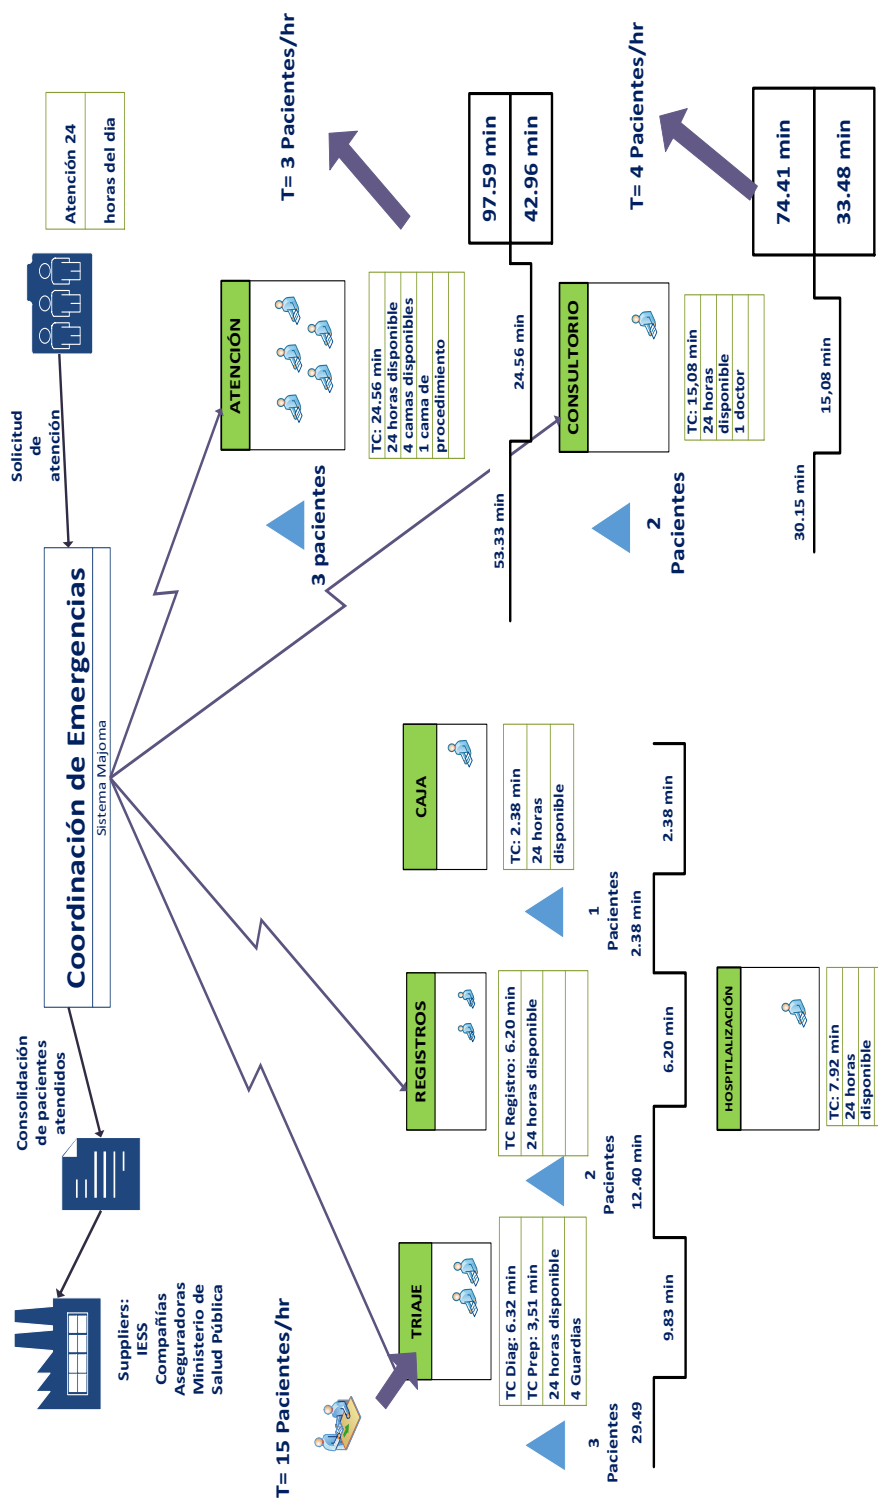 Suppliers:
IESS
Compañías
Aseguradoras
Ministerio de
Salud Pública
Consolidación
de pacientes
atendidos
Coordinación de Emergencias
Sistema Majoma
Solicitud
de
atención
Atención 24
horas del dia
T= 15 Pacientes/hr
3
Pacientes
TRIAJE
TC Diag: 6.32 min
TC Prep: 3,51 min
24 horas disponible
4 Guardias
2
Pacientes
REGISTROS
TC Registro: 6.20 min
24 horas disponible
1
Pacientes
CAJA
TC: 2.38 min
24 horas
disponible
29.49
9.83 min
12.40 min
6.20 min
2.38 min
2.38 min
HOSPITLALIZACIÓN
TC: 7.92 min
24 horas
disponible
3 pacientes
ATENCIÓN
TC: 24.56 min
24 horas disponible
4 camas disponibles
1 cama de
procedimiento
T= 3 Pacientes/hr
53.33 min
24.56 min
97.59 min
42.96 min
2
Pacientes
CONSULTORIO
TC: 15,08 min
24 horas
disponible
1 doctor
T= 4 Pacientes/hr
30.15 min
15,08 min
74.41 min
33.48 min